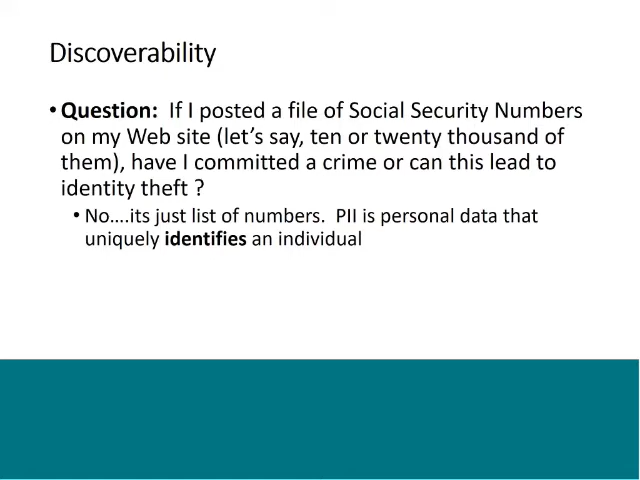 Discoverability
• Question:  If I posted a file of Social Security Numbers
on my Web site (let’s say, ten or twenty thousand of
them), have I committed a crime or can this lead to
identity theft ?
• No….its just list of numbers.  PII is personal data that
uniquely identifies an individual